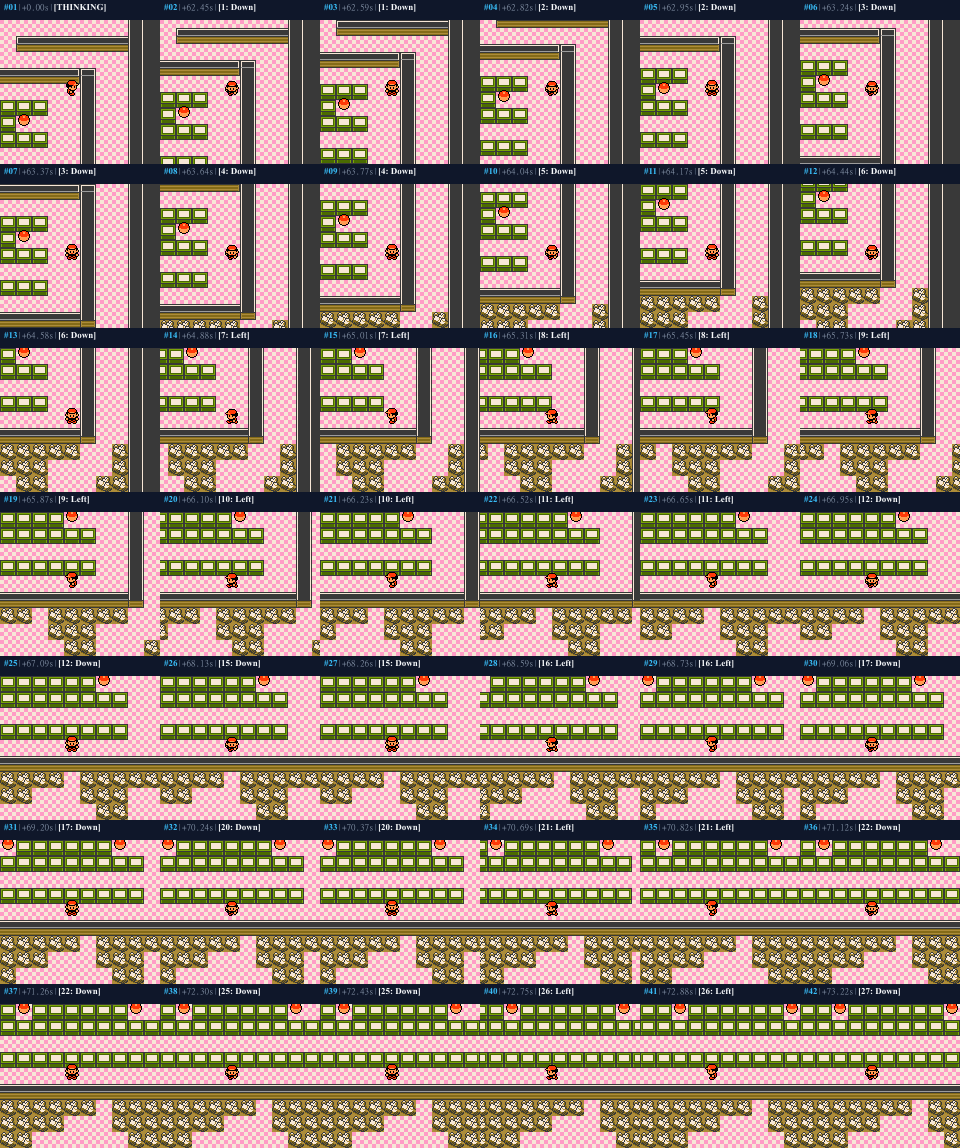 #01|+0.00s|[THINKING] #02|+62.45s|[1: Down] #03|+62.59s|[1: Down] #04|+62.82s|[2: Down] #05|+62.95s|[2: Down] #06|+63.24s|[3: Down]
#07|+63.37s|[3: Down] #08|+63.64s|[4: Down] #09|+63.77s|[4: Down] #10|+64.04s|[5: Down] #11|+64.17s|[5: Down] #12|+64.44s|[6: Down]
#13|+64.58s|[6: Down] #14|+64.88s|[7: Left] #15|+65.01s|[7: Left] #16|+65.31s|[8: Left] #17|+65.45s|[8: Left] #18|+65.73s|[9: Left]
#19|+65.87s|[9: Left] #20|+66.10s|[10: Left] #21|+66.23s|[10: Left] #22|+66.52s|[11: Left] #23|+66.65s|[11: Left] #24|+66.95s|[12: Down]
#25|+67.09s|[12: Down] #26|+68.13s|[15: Down] #27|+68.26s|[15: Down] #28|+68.59s|[16: Left] #29|+68.73s|[16: Left] #30|+69.06s|[17: Down]
#31|+69.20s|[17: Down] #32|+70.24s|[20: Down] #33|+70.37s|[20: Down] #34|+70.69s|[21: Left] #35|+70.82s|[21: Left] #36|+71.12s|[22: Down]
#37|+71.26s|[22: Down] #38|+72.30s|[25: Down] #39|+72.43s|[25: Down] #40|+72.75s|[26: Left] #41|+72.88s|[26: Left] #42|+73.22s|[27: Down]